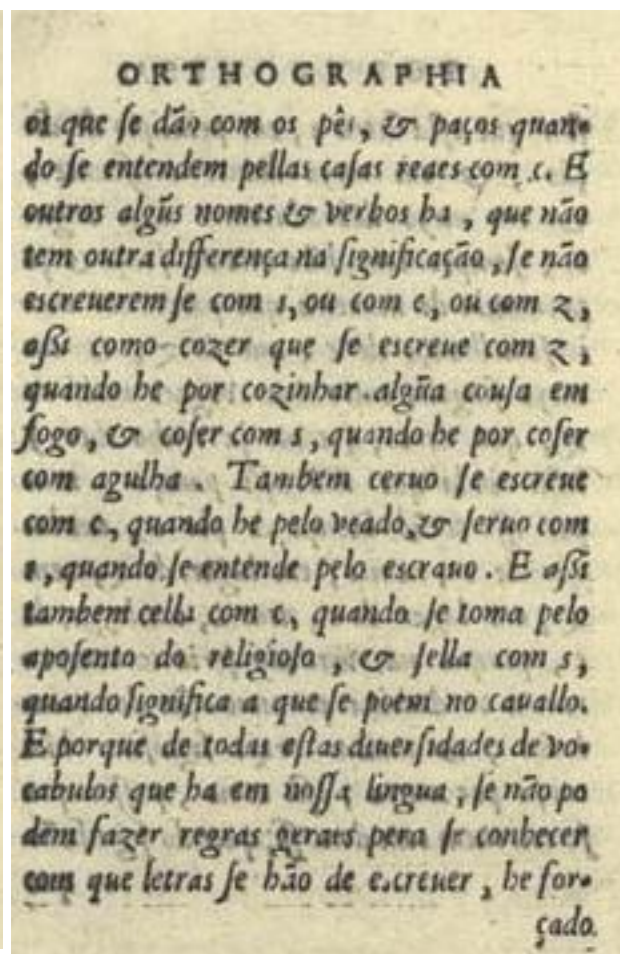 ORTHOGRAPHIA
os que ſe dão com os pês, & paços quan-
do ſe entendem pellas caſas reaes com c. E
outros algũs nomes & verbos ha, que não
tem outra differença na ſignificação, ſe não
eſcreuerem ſe com s, ou com c, ou com z,
aßi como cozer que ſe eſcreue com z,
quando he por cozinhar algũa couſa em
fogo, & coſer com s, quando he por coſer
com agulha. Tambem ceruo ſe eſcreue
com c, quando he pelo veado, & ſeruo com
s, quando ſe entende pelo eſcrauo. E aßi
tambem cella com c, quando ſe toma pelo
apoſento do religioſo, & ſella com s,
quando ſignifica a que ſe poem no cauallo.
E porque de todas eſtas diuerſidades de vo-
cabulos que ha em noſſa lingua, ſe não po
dem fazer regras geraes pera ſe conhecer
com que letras ſe hão de eſcreuer, he for-
çado.